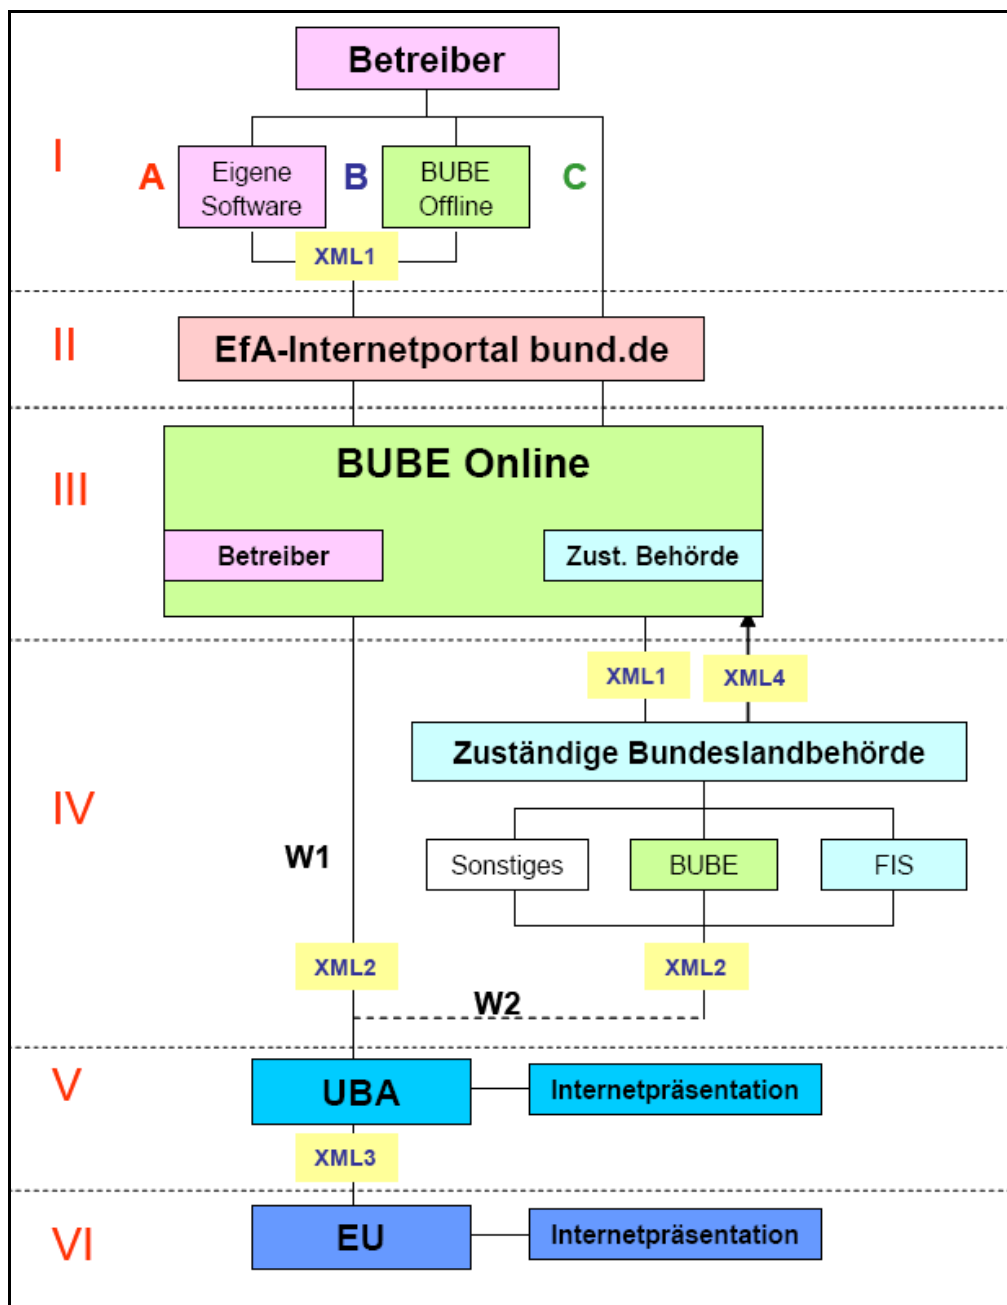 Betreiber
I
A
Eigene
Software
B
BUBE
Offline
C
XML1
II
EfA-Internetportal bund.de
III
BUBE Online
Betreiber
Zust. Behörde
XML1
XML4
Zuständige Bundeslandbehörde
IV
W1
Sonstiges
BUBE
FIS
XML2
XML2
W2
V
UBA
Internetpräsentation
XML3
VI
EU
Internetpräsentation